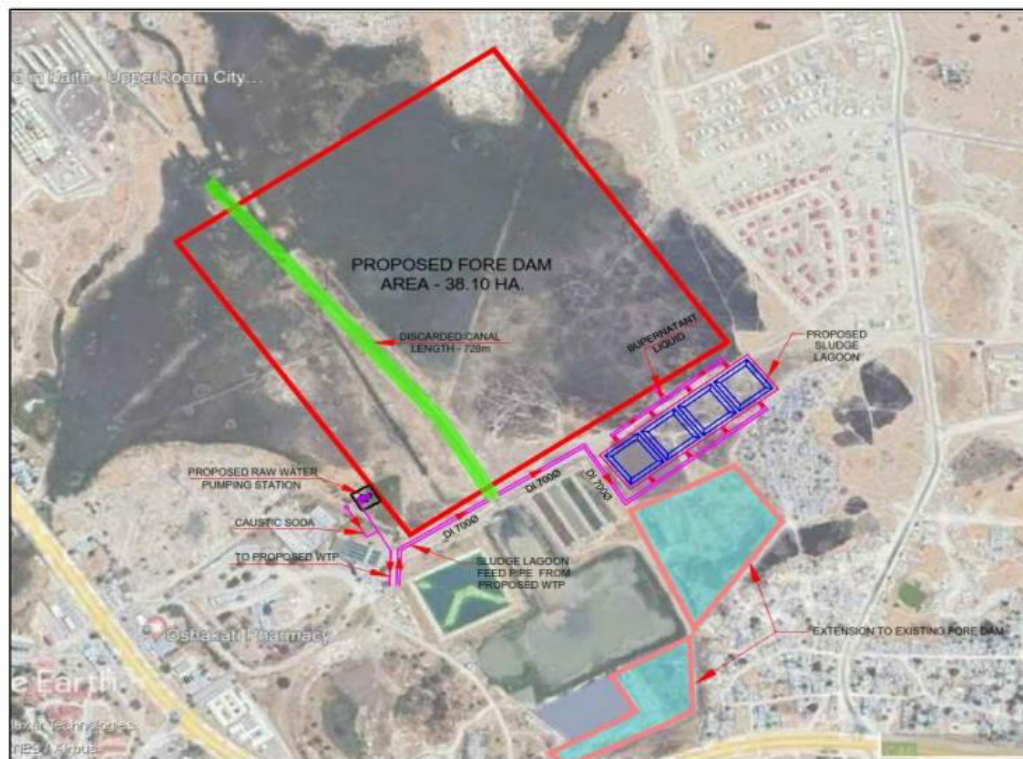 UpperRoom City...
PROPOSED FORE DAM
AREA - 38.10 HA.
DISCARDED CANAL
LENGTH - 728m
SUPERNATANT
LIQUID
PROPOSED
SLUDGE
LAGOON
PROPOSED RAW WATER
PUMPING STATION
DI 700Ø
DI 700Ø
DI 700Ø
CAUSTIC SODA
TO PROPOSED WTP
SLUDGE LAGOON
FEED PIPE FROM
PROPOSED WTP
Oshakati Pharmacy
EXTENSION TO EXISTING FORE DAM
e Earth
Technologies
/ Airbus